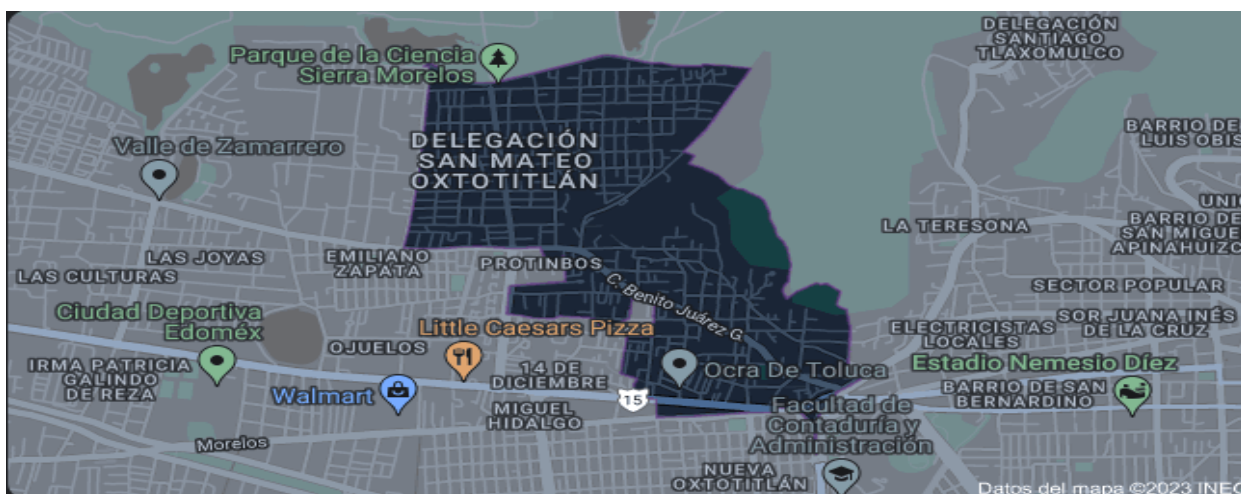 DELEGACIÓN
SANTIAGO
TLAXOMULCO
Parque de la Ciencia
Sierra Morelos
DELEGACIÓN
SAN MATEO
OXTOTITLÁN
Valle de Zamarrero
BARRIO DE
LUIS OBIS
UNIÓ
BARRIO DE
SAN MIGUE
APINAHUIZC
LA TERESONA
LAS JOYAS
EMILIANO
ZAPATA
PROTINBOS
LAS CULTURAS
SECTOR POPULAR
C. Benito Juárez G.
Ciudad Deportiva
Edoméx
Little Caesars Pizza
SOR JUANA INÉS
DE LA CRUZ
ELECTRICISTAS
LOCALES
OJUELOS
Estadio Nemesio Díez
IRMA PATRICIA
GALINDO
DE REZA
14 DE
DICIEMBRE
Ocra De Toluca
Walmart
15
BARRIO DE SAN
BERNARDINO
MIGUEL
HIDALGO
Facultad de
Contaduría y
Administración
Morelos
NUEVA
OXTOTITLÁN
Datos del mapa ©2023 INEG